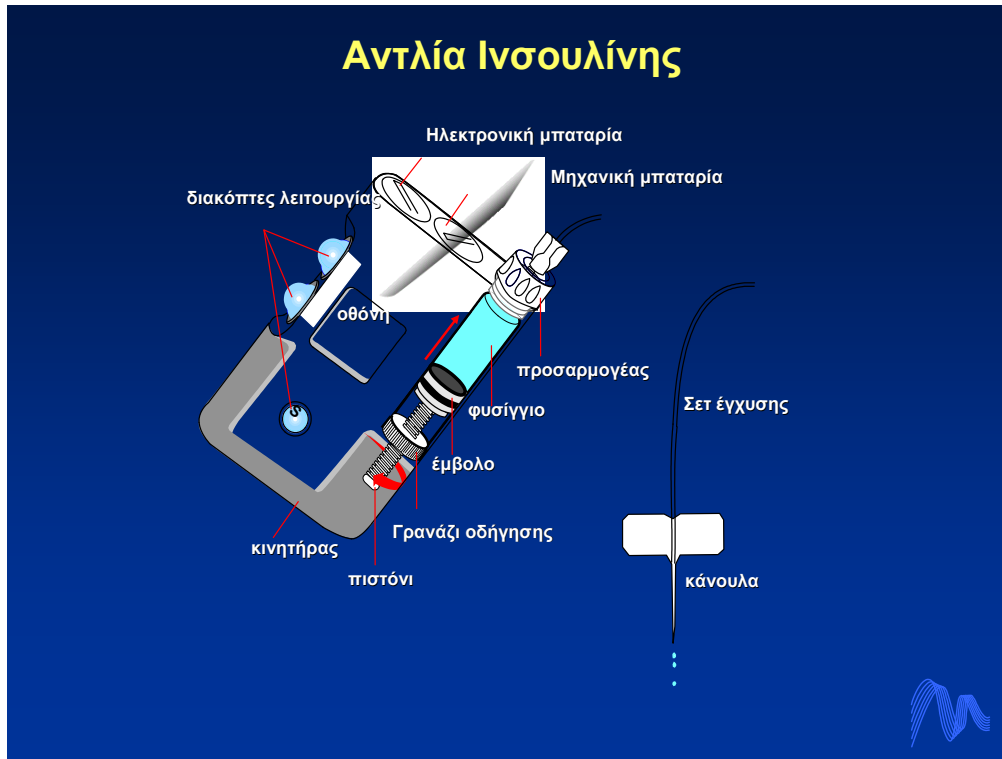 Αντλία Ινσουλίνης
Ηλεκτρονική μπαταρία
Μηχανική μπαταρία
διακόπτες λειτουργίας
οθόνη
προσαρμογέας
Σετ έγχυσης
φυσίγγιο
S
έμβολο
Γρανάζι οδήγησης
κινητήρας
πιστόνι
κάνουλα